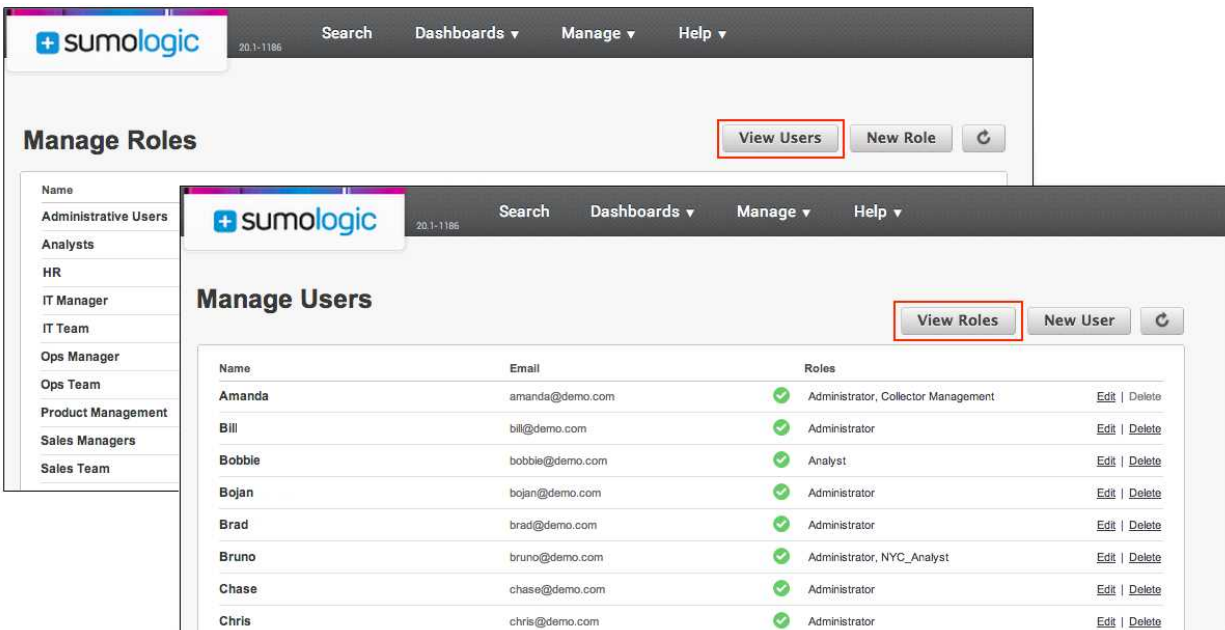 sumologic
20.1-1186
Search Dashboards ▾ Manage ▾ Help ▾
Manage Roles
View Users New Role
Name
Administrative Users
Analysts
HR
IT Manager
IT Team
Ops Manager
Ops Team
Product Management
Sales Managers
Sales Team
sumologic
20.1-1186
Search Dashboards ▾ Manage ▾ Help ▾
Manage Users
View Roles New User
Name Email Roles
Amanda amanda@demo.com Administrator, Collector Management Edit | Delete
Bill bill@demo.com Administrator Edit | Delete
Bobbie bobbie@demo.com Analyst Edit | Delete
Bojan bojan@demo.com Administrator Edit | Delete
Brad brad@demo.com Administrator Edit | Delete
Bruno bruno@demo.com Administrator, NYC_Analyst Edit | Delete
Chase chase@demo.com Administrator Edit | Delete
Chris chris@demo.com Administrator Edit | Delete